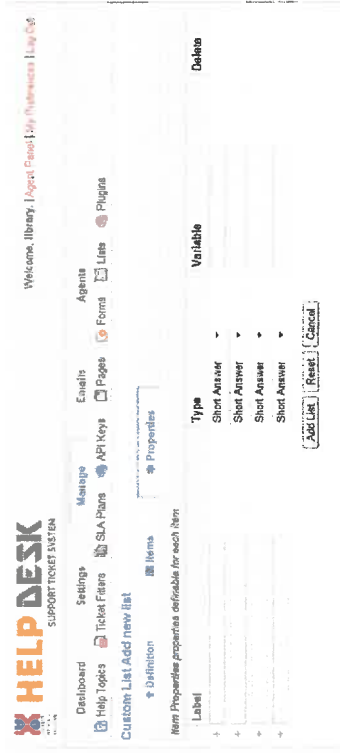 HELP DESK
SUPPORT TICKET SYSTEM
Welcome, library. | Agent Panel | My Preferences | Log Out
Dashboard Settings Manage Emails Agents
Help Topics Ticket Filters SLA Plans API Keys Pages Forms Lists Plugins
Custom List Add new list
Definition Items Properties
Item Properties properties definable for each item
Label Type Variable Delete
Short Answer
Short Answer
Short Answer
Short Answer
Add List Reset Cancel